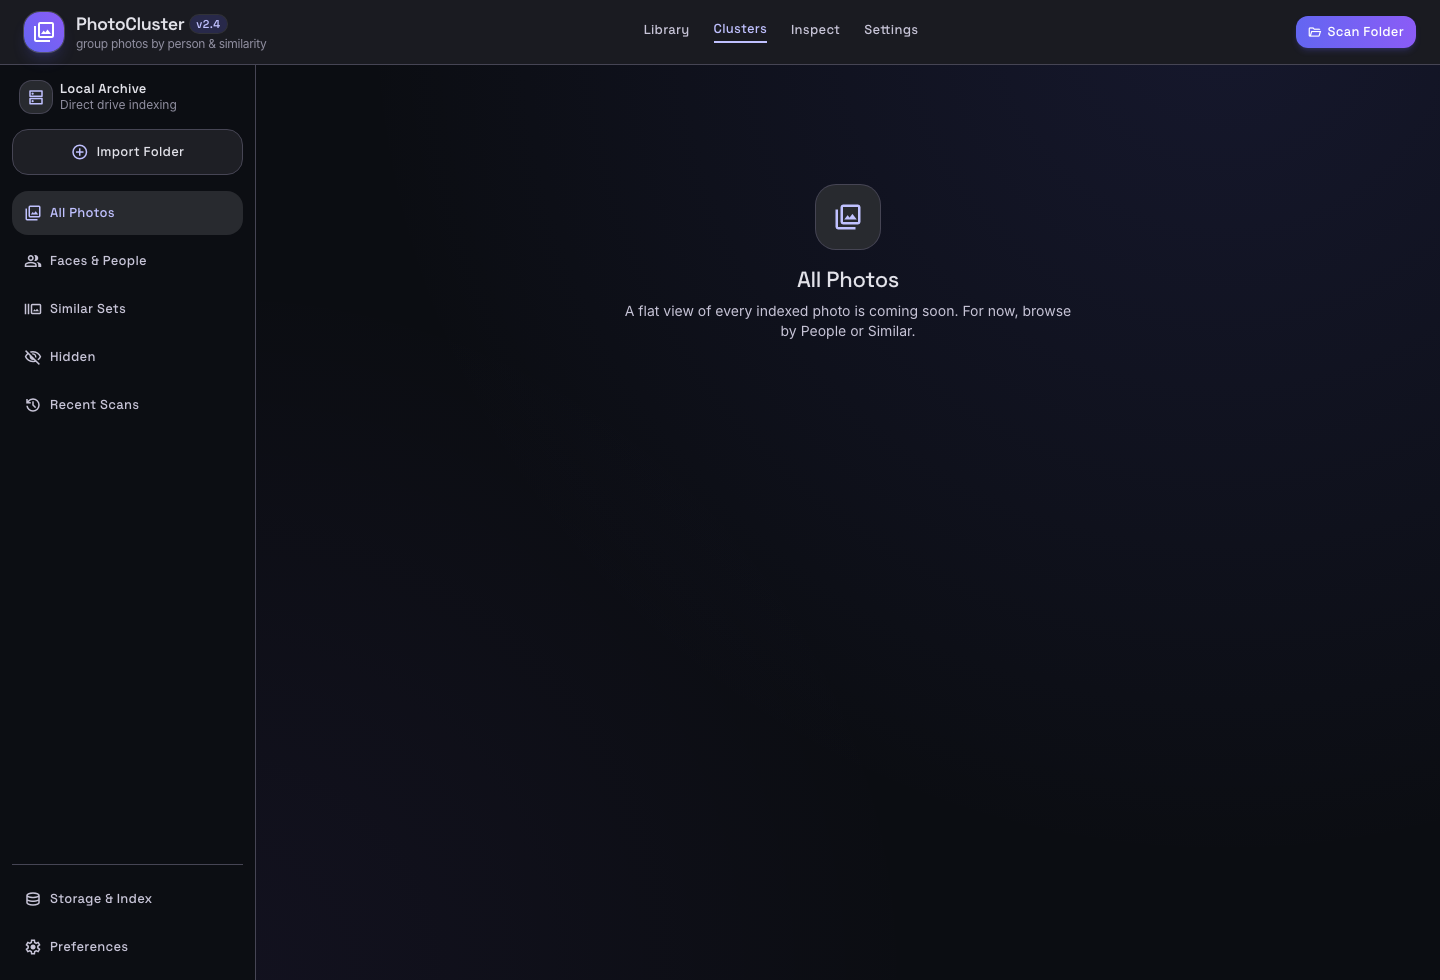 PhotoCluster v2.4
group photos by person & similarity
Library
Clusters
Inspect
Settings
Scan Folder
Local Archive
Direct drive indexing
Import Folder
All Photos
Faces & People
Similar Sets
Hidden
Recent Scans
Storage & Index
Preferences
All Photos
A flat view of every indexed photo is coming soon. For now, browse
by People or Similar.